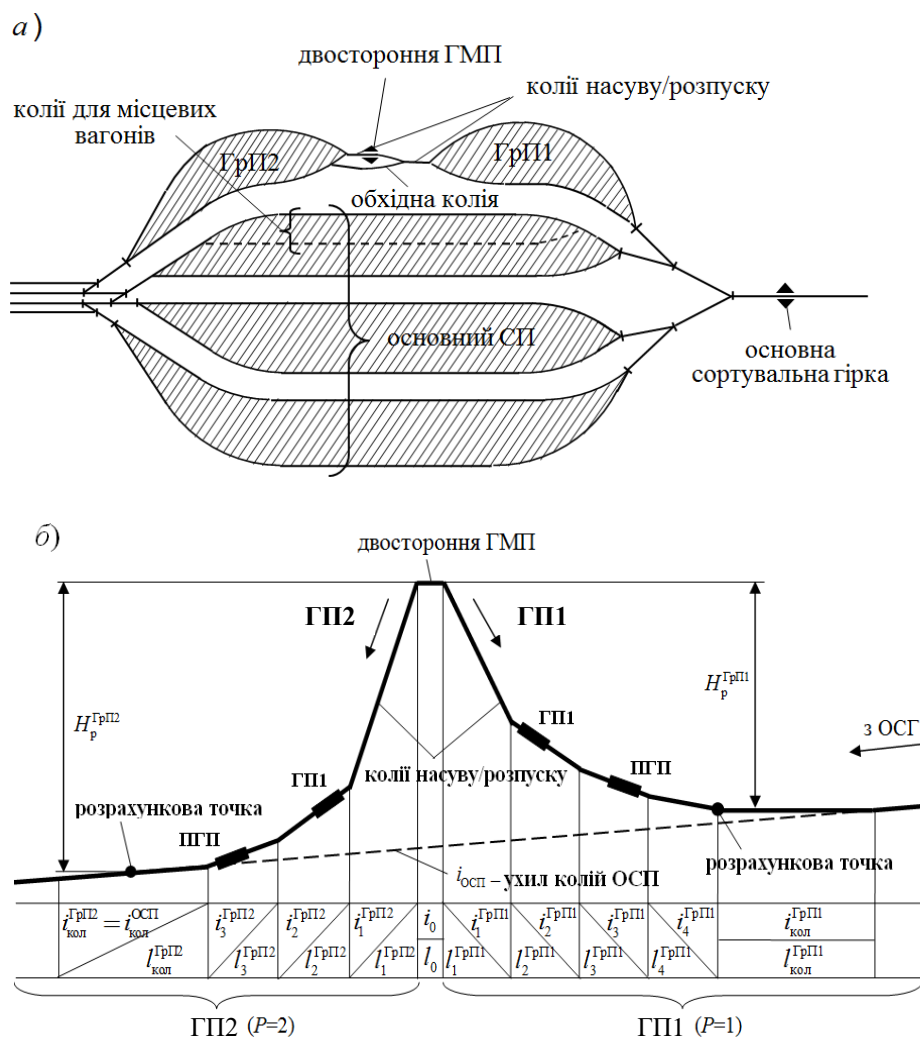 а)
двостороння ГМП
колії насуву/розпуску
колії для місцевих
вагонів
ГрП2
ГрП1
обхідна колія
основний СП
основна
сортувальна гірка
б)
двостороння ГМП
ГП2
ГП1
H_р^ГрП2
H_р^ГрП1
ГП1
з ОСГ
ГП1
колії насуву/розпуску
ПГП
розрахункова точка
ПГП
розрахункова точка
i_ОСП – ухил колій ОСП
i_кол^ГрП2 = i_кол^ОСП i_3^ГрП2 i_2^ГрП2 i_1^ГрП2 i_0 i_1^ГрП1 i_2^ГрП1 i_3^ГрП1 i_4^ГрП1 i_кол^ГрП1
l_кол^ГрП2 l_3^ГрП2 l_2^ГрП2 l_1^ГрП2 l_0 l_1^ГрП1 l_2^ГрП1 l_3^ГрП1 l_4^ГрП1 l_кол^ГрП1
ГП2 (P=2) ГП1 (P=1)